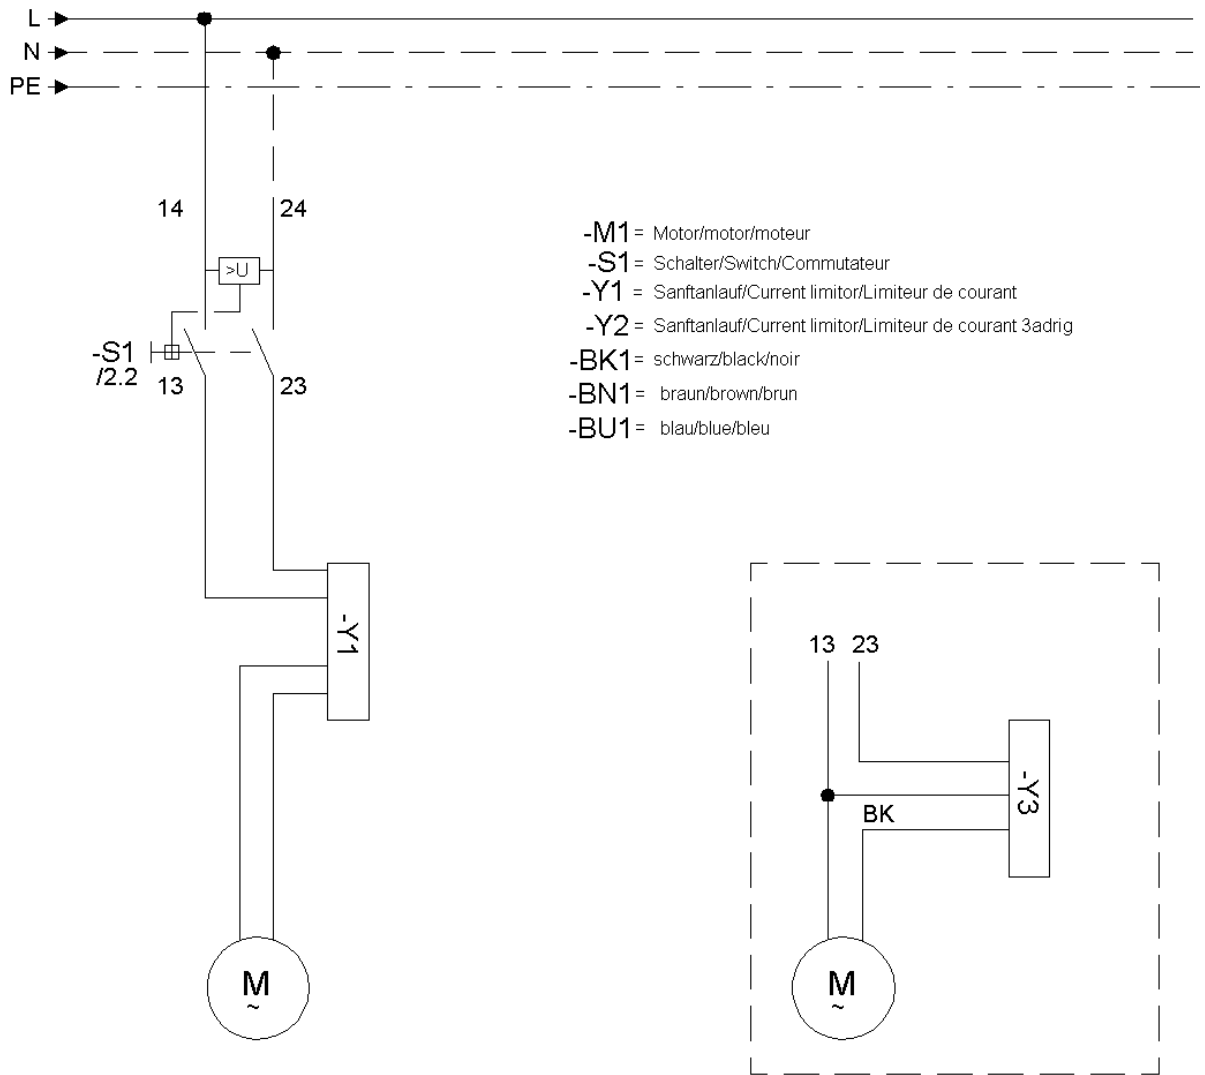 L
N
PE
14 24
>U
-S1
/2.2
13 23
-Y1
M
~
-M1= Motor/motor/moteur
-S1= Schalter/Switch/Commutateur
-Y1= Sanftanlauf/Current limitor/Limiteur de courant
-Y2= Sanftanlauf/Current limitor/Limiteur de courant 3adrig
-BK1= schwarz/black/noir
-BN1= braun/brown/brun
-BU1= blau/blue/bleu
13 23
-Y3
BK
M
~